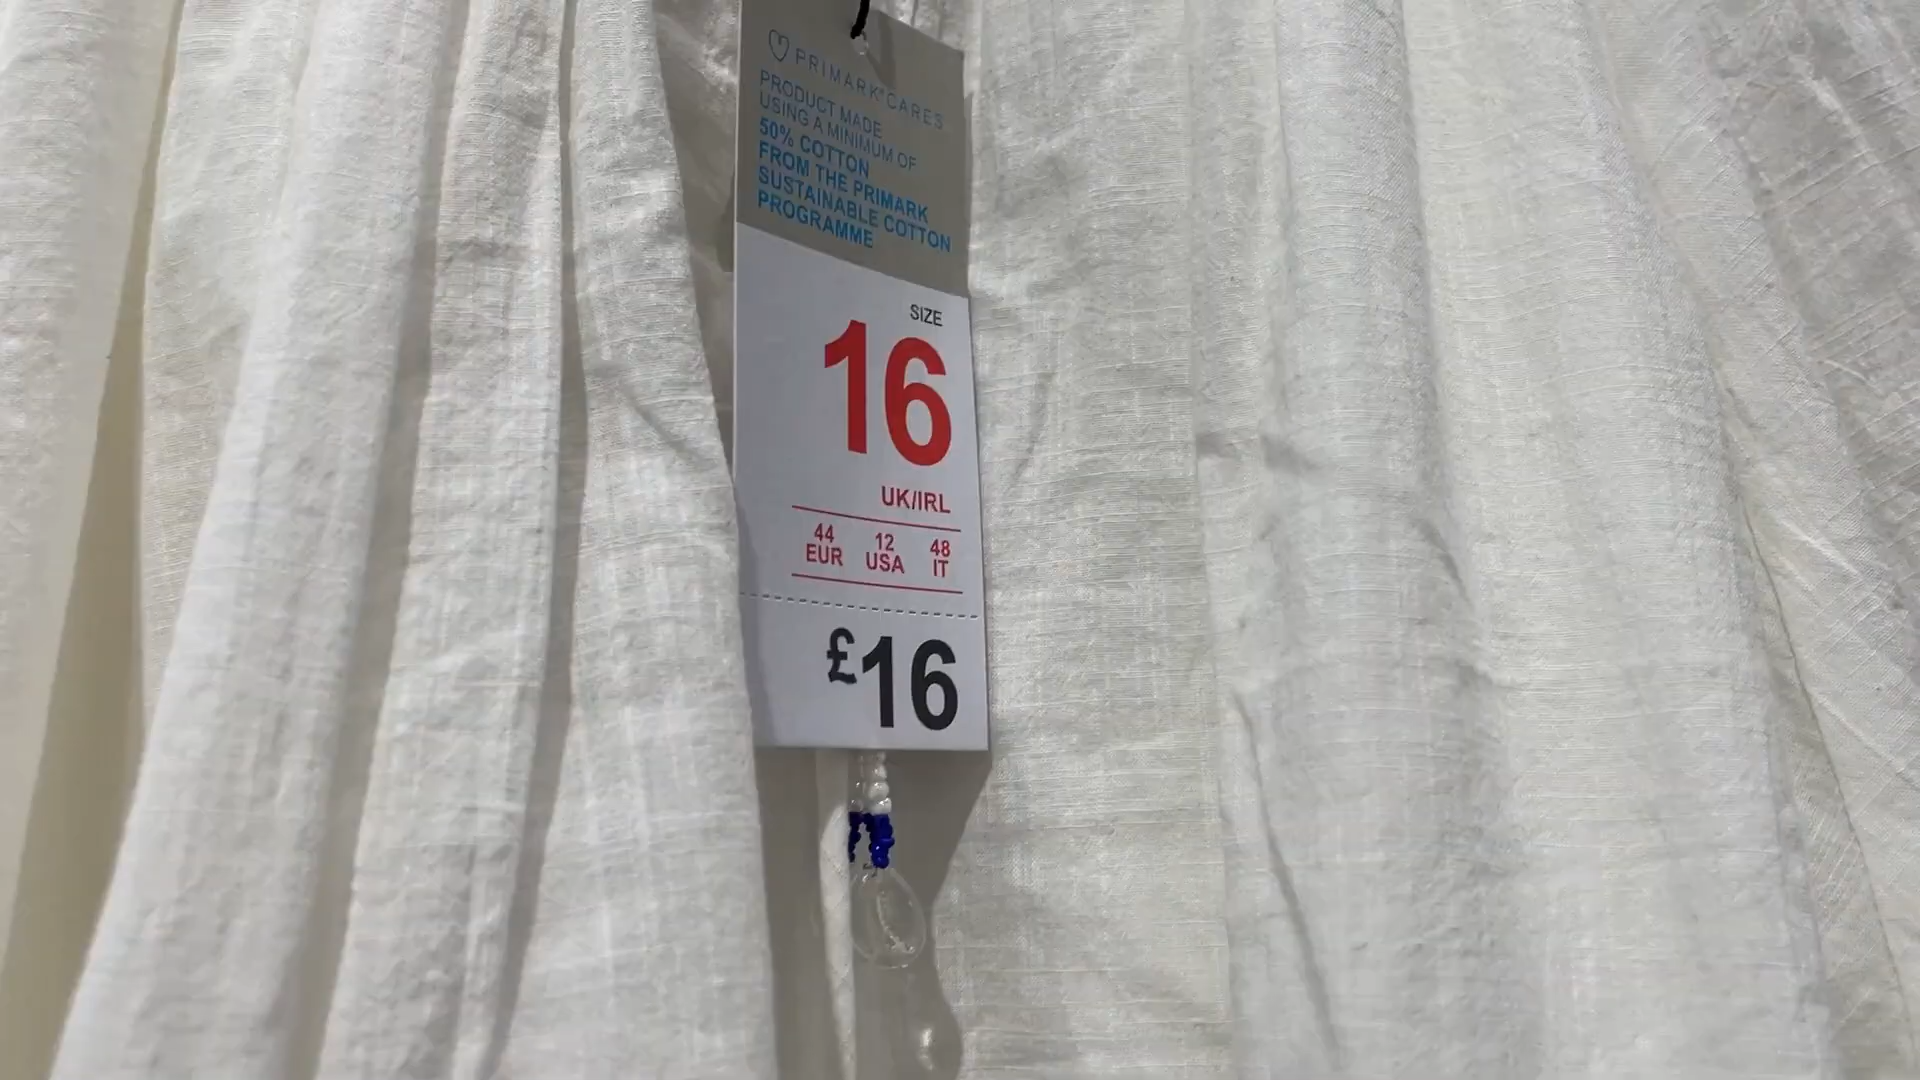 PRIMARK®CARES
PRODUCT MADE
USING A MINIMUM OF
50% COTTON
FROM THE PRIMARK
SUSTAINABLE COTTON
PROGRAMME
SIZE
16
UK/IRL
44 12 48
EUR USA IT
£16